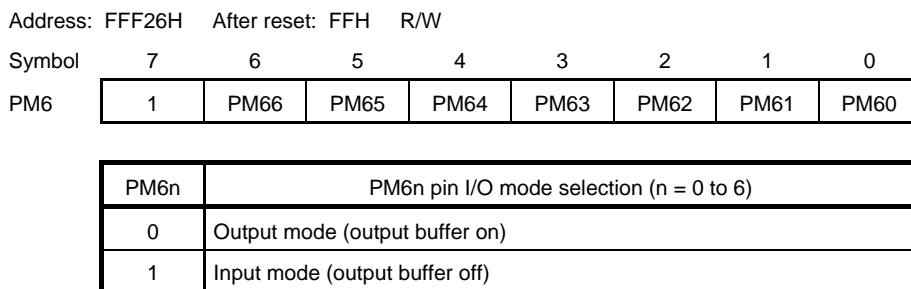 Address: FFF26H After reset: FFH R/W
Symbol 7 6 5 4 3 2 1 0
PM6 1 PM66 PM65 PM64 PM63 PM62 PM61 PM60
PM6n PM6n pin I/O mode selection (n = 0 to 6)
0 Output mode (output buffer on)
1 Input mode (output buffer off)